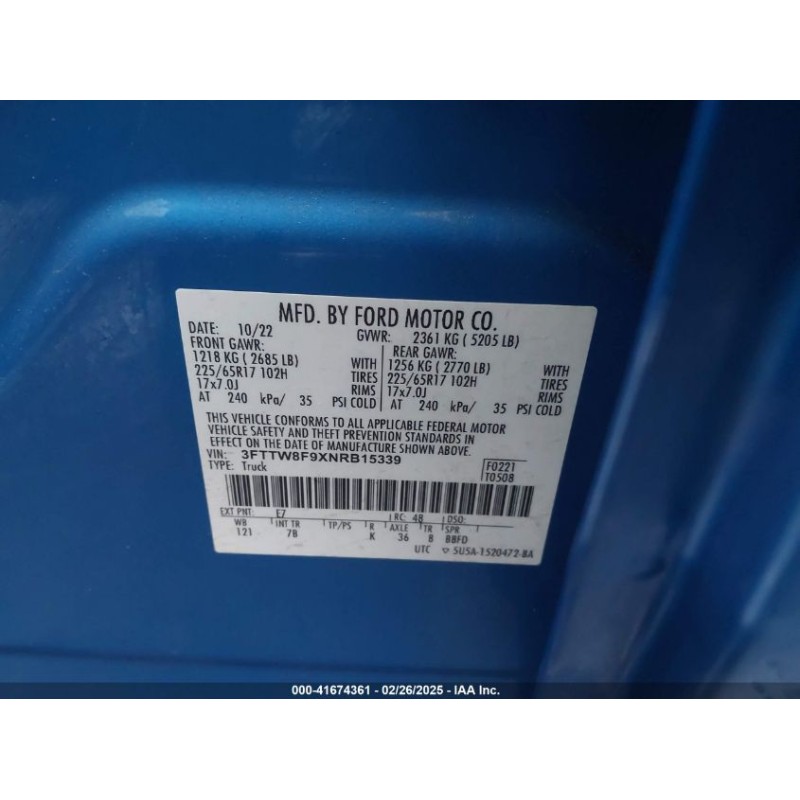 MFD. BY FORD MOTOR CO.
DATE: 10/22 GVWR: 2361 KG ( 5205 LB)
FRONT GAWR: REAR GAWR:
1218 KG ( 2685 LB) WITH 1256 KG ( 2770 LB) WITH
225/65R17 102H TIRES 225/65R17 102H TIRES
17x7.0J RIMS 17x7.0J RIMS
AT 240 kPa/ 35 PSI COLD AT 240 kPa/ 35 PSI COLD
THIS VEHICLE CONFORMS TO ALL APPLICABLE FEDERAL MOTOR
VEHICLE SAFETY AND THEFT PREVENTION STANDARDS IN
EFFECT ON THE DATE OF MANUFACTURE SHOWN ABOVE.
VIN: 3FTTW8F9XNRB15339 F0221
TYPE: Truck T0508
EXT PNT: E7 RC: 48 DSO:
WB INT TR TP/PS R AXLE TR SPR
121 7B K 36 8 BBFD
UTC 5U5A-1520472-BA
000-41674361 - 02/26/2025 - IAA Inc.